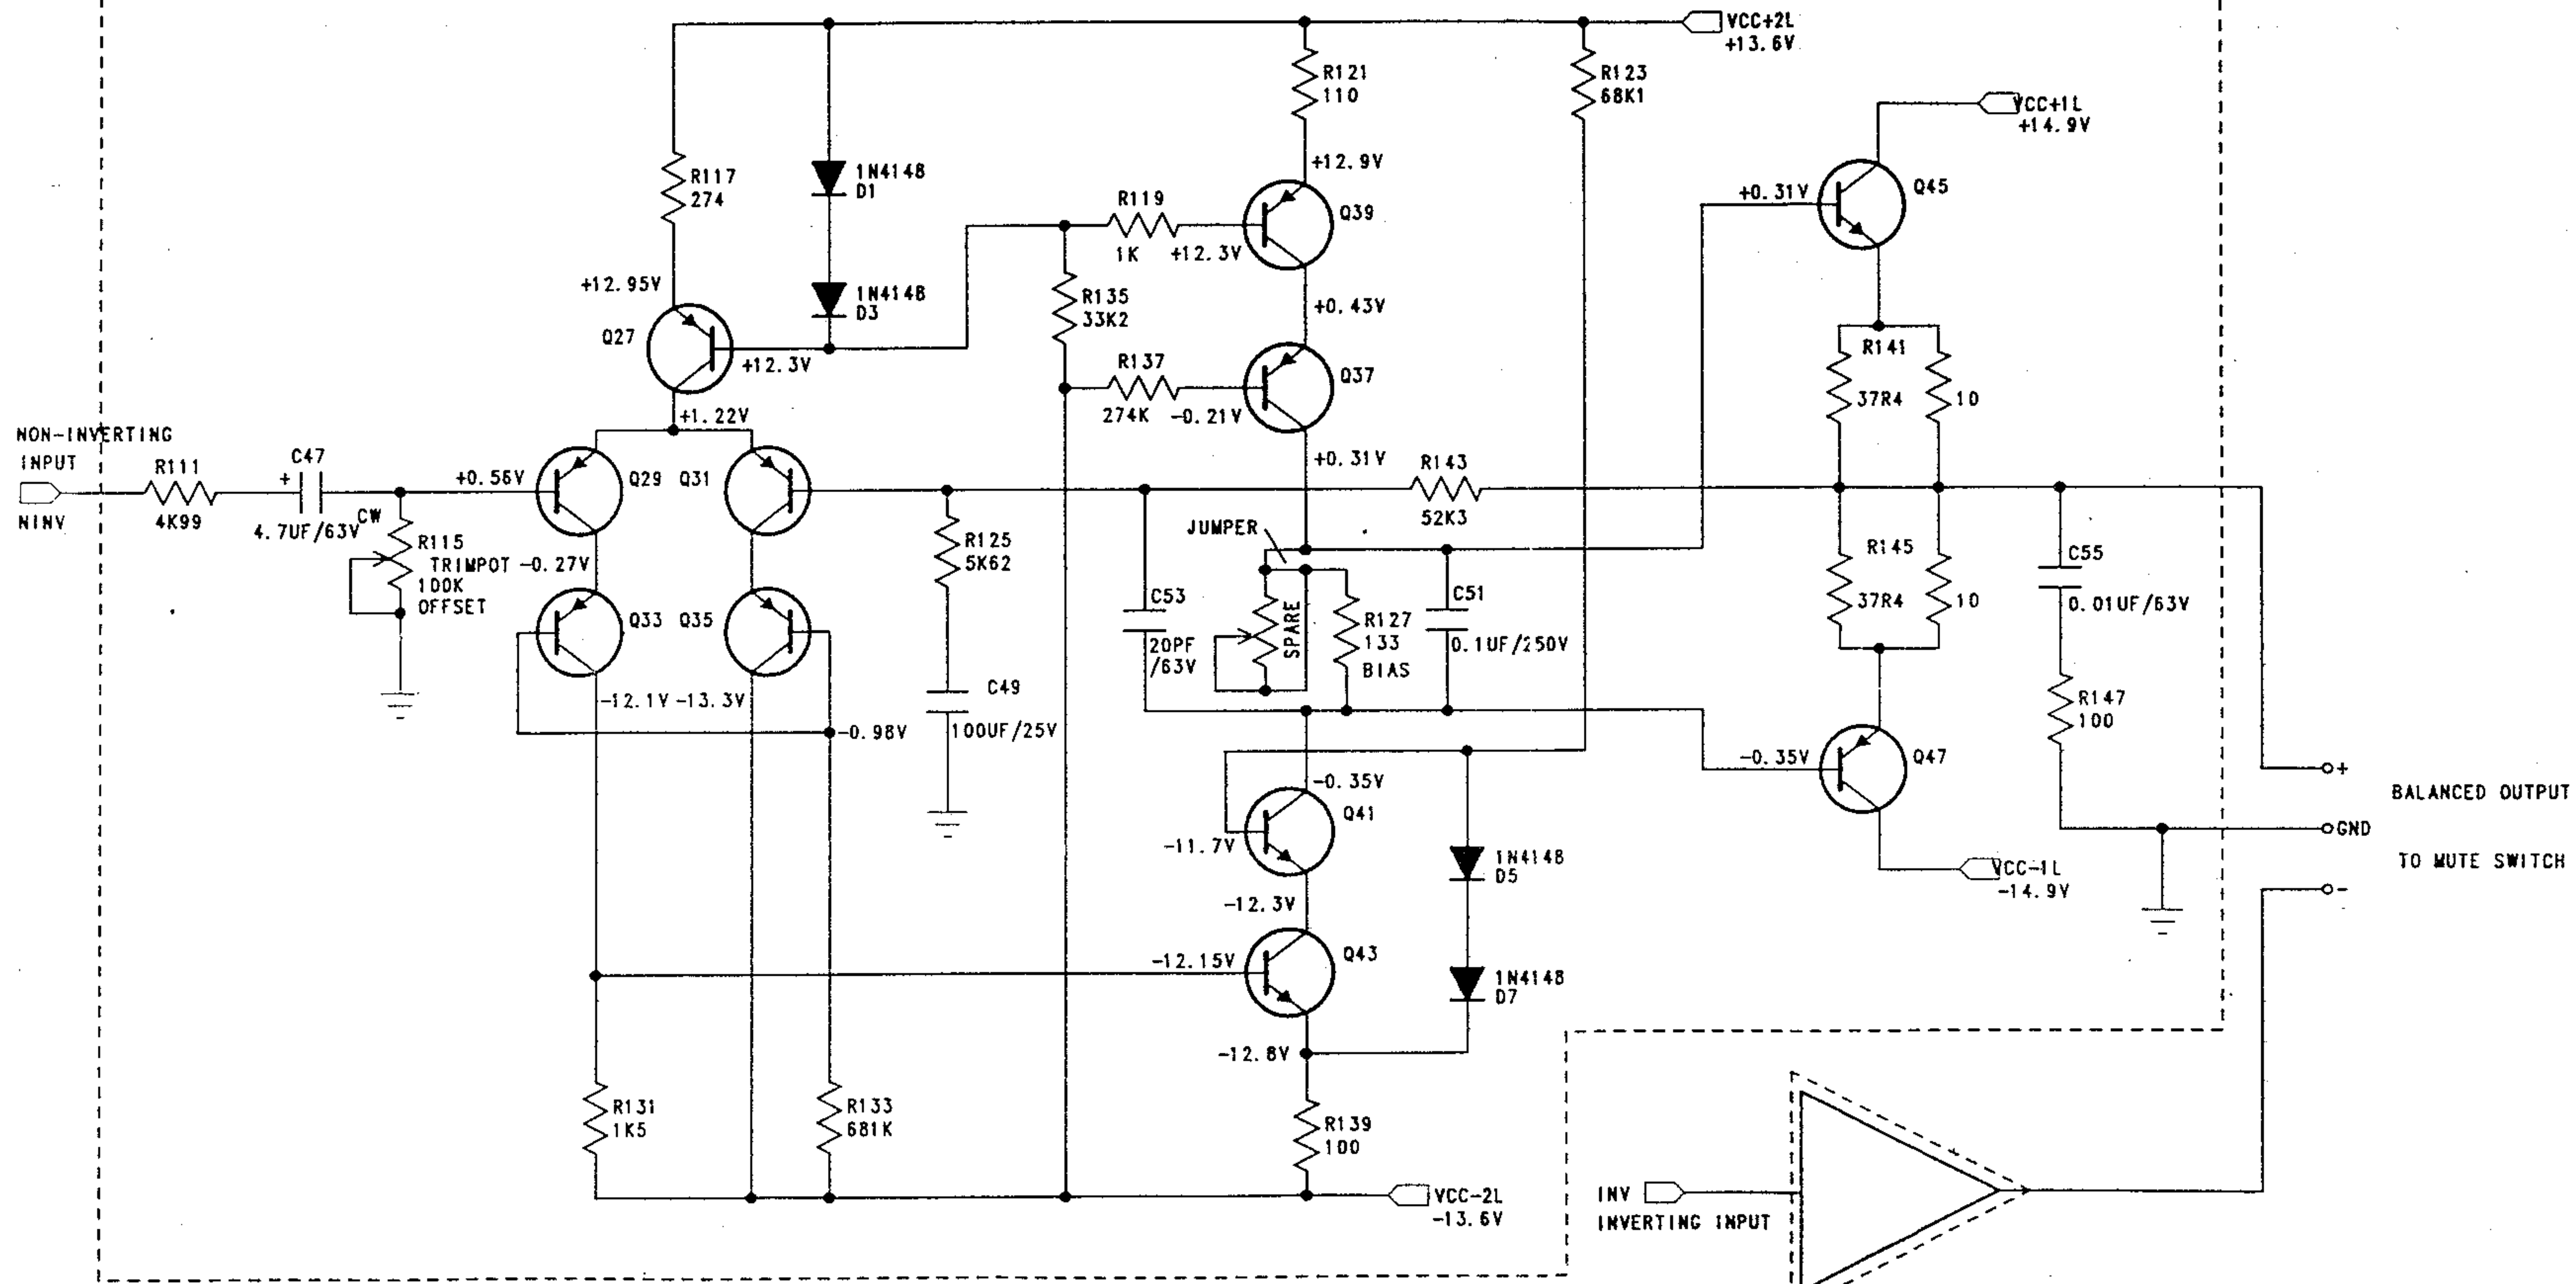 VCC+2L
+13.6V
R121
110
R123
68K1
VCC+1L
+14.9V
R117
274
1N4148
D1
+12.9V
R119
1K
+12.3V
Q39
+0.31V
Q45
+12.95V
1N4148
D3
R135
33K2
+0.43V
Q27
+12.3V
R137
274K
-0.21V
Q37
R141
37R4
10
+1.22V
NON-INVERTING
INPUT
NINV
R111
4K99
C47
+
4.7UF/63V
CW
+0.56V
Q29
Q31
+0.31V
R143
52K3
R115
TRIMPOT
100K
OFFSET
-0.27V
R125
5K62
JUMPER
R145
37R4
10
C55
0.01UF/63V
C53
20PF
/63V
SPARE
R127
133
BIAS
C51
0.1UF/250V
Q33
Q35
-12.1V
-13.3V
C49
100UF/25V
-0.98V
R147
100
-0.35V
Q41
-0.35V
Q47
-11.7V
1N4148
D5
VCC-1L
-14.9V
+
BALANCED OUTPUT
GND
TO MUTE SWITCH
-
-12.3V
-12.15V
Q43
1N4148
D7
-12.8V
R131
1K5
R133
681K
R139
100
VCC-2L
-13.6V
INV
INVERTING INPUT